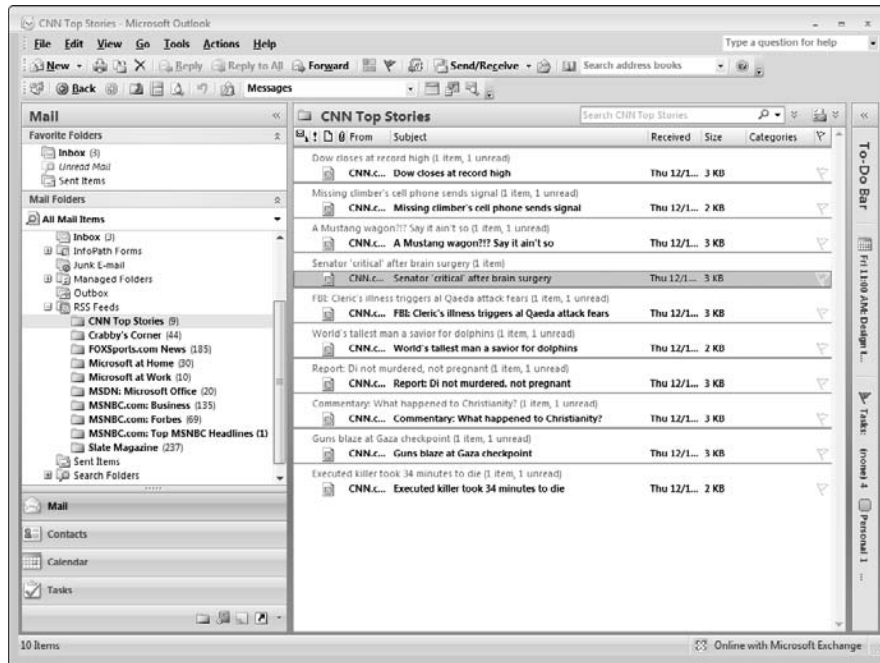 CNN Top Stories - Microsoft Outlook
File Edit View Go Tools Actions Help
Type a question for help
New Reply Reply to All Forward Send/Receive Search address books
Back Messages
Mail
Favorite Folders
Inbox (3)
Unread Mail
Sent Items
Mail Folders
All Mail Items
Inbox (3)
InfoPath Forms
Junk E-mail
Managed Folders
Outbox
RSS Feeds
CNN Top Stories (9)
Crabby's Corner (44)
FOXSports.com News (185)
Microsoft at Home (30)
Microsoft at Work (10)
MSDN: Microsoft Office (20)
MSNBC.com: Business (135)
MSNBC.com: Forbes (69)
MSNBC.com: Top MSNBC Headlines (1)
Slate Magazine (237)
Sent Items
Search Folders
Mail
Contacts
Calendar
Tasks
CNN Top Stories
Search CNN Top Stories
From Subject Received Size Categories
Dow closes at record high (1 item, 1 unread)
CNN.c... Dow closes at record high Thu 12/1... 3 KB
Missing climber's cell phone sends signal (1 item, 1 unread)
CNN.c... Missing climber's cell phone sends signal Thu 12/1... 2 KB
A Mustang wagon?!? Say it ain't so (1 item, 1 unread)
CNN.c... A Mustang wagon?!? Say it ain't so Thu 12/1... 3 KB
Senator 'critical' after brain surgery (1 item)
CNN.c... Senator 'critical' after brain surgery Thu 12/1... 3 KB
FBI: Cleric's illness triggers al Qaeda attack fears (1 item, 1 unread)
CNN.c... FBI: Cleric's illness triggers al Qaeda attack fears Thu 12/1... 3 KB
World's tallest man a savior for dolphins (1 item, 1 unread)
CNN.c... World's tallest man a savior for dolphins Thu 12/1... 2 KB
Report: Di not murdered, not pregnant (1 item, 1 unread)
CNN.c... Report: Di not murdered, not pregnant Thu 12/1... 3 KB
Commentary: What happened to Christianity? (1 item, 1 unread)
CNN.c... Commentary: What happened to Christianity? Thu 12/1... 3 KB
Guns blaze at Gaza checkpoint (1 item, 1 unread)
CNN.c... Guns blaze at Gaza checkpoint Thu 12/1... 3 KB
Executed killer took 34 minutes to die (1 item, 1 unread)
CNN.c... Executed killer took 34 minutes to die Thu 12/1... 2 KB
To-Do Bar
Fri 11:00 AM: Design t...
Tasks: (none) 4 Personal 1 ...
10 Items
Online with Microsoft Exchange